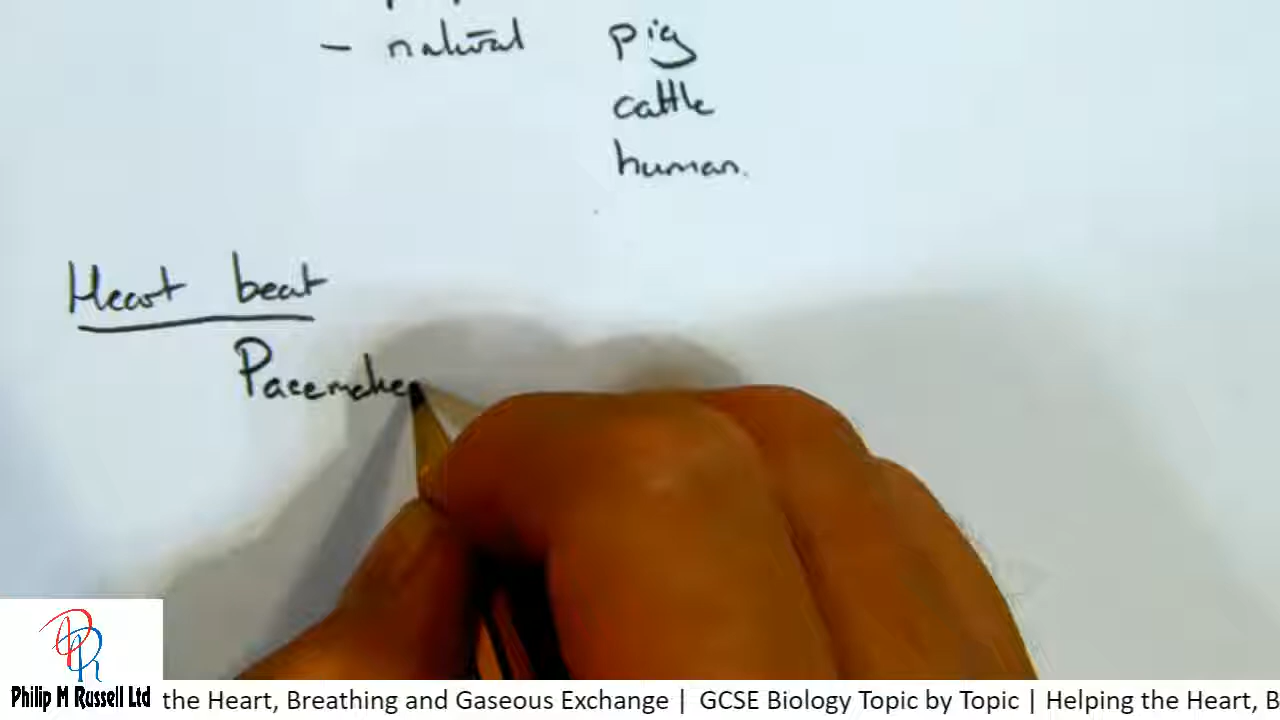 - natural pig
cattle
human.
Heart beat
Pacemake
Philip M Russell Ltd
the Heart, Breathing and Gaseous Exchange | GCSE Biology Topic by Topic | Helping the Heart, B